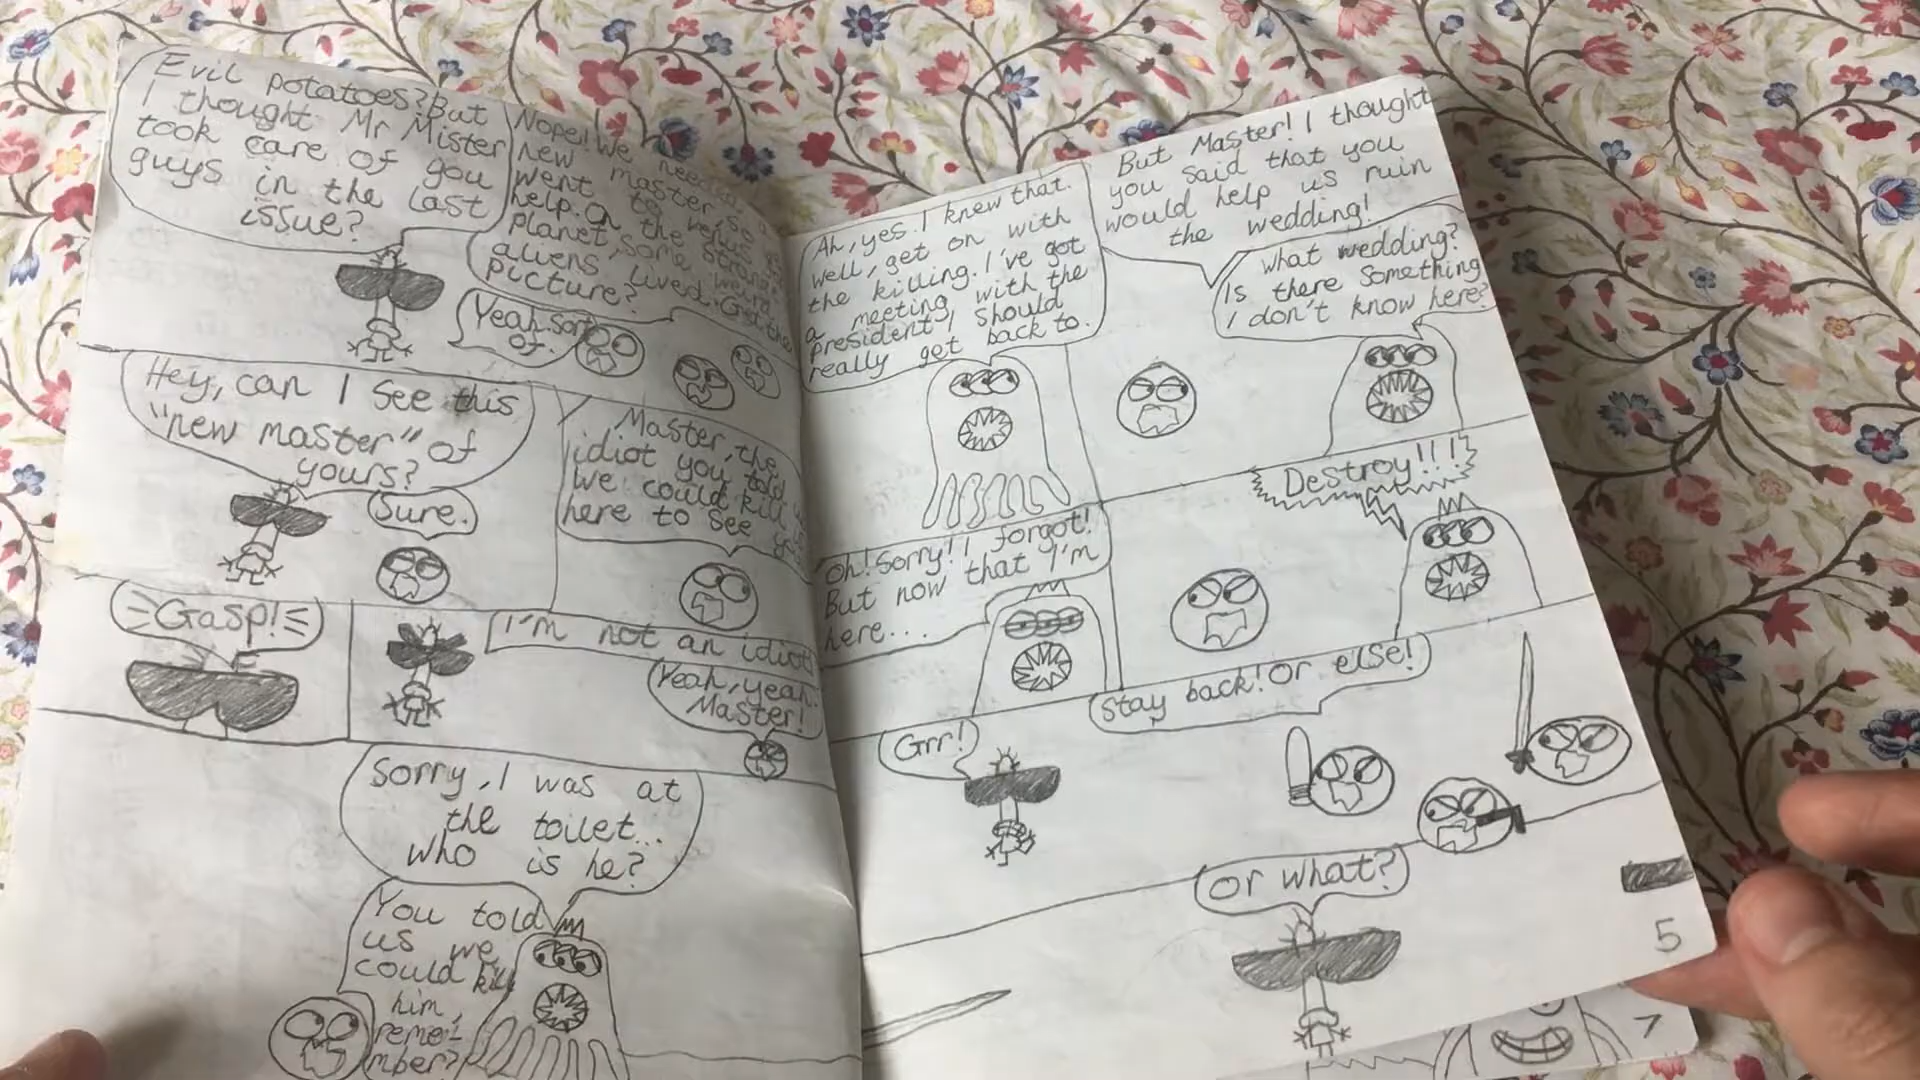 Evil potatoes? But
I thought Mr Mister
took care of you
guys in the last
issue?
Nope! We needed a
new master, so
went to venus
help. On the strange
planet, some weird
aliens lived. Get the
picture?
Yeah. Sort
of.
Hey, can I see this
"new master" of
yours?
Sure.
Master, the
idiot you told us
we could kill is
here to see you
Gasp!
I'm not an idiot!
Yeah, yeah.
Master!
Sorry, I was at
the toilet...
who is he?
You told
us we
could kill
him,
reme-
mber?
Ah, yes. I knew that.
well, get on with
the killing. I've got
a meeting with the
president, I should
really get back to.
But Master! I thought
you said that you
would help us ruin
the wedding!
What wedding?
Is there something
I don't know here?
Oh! Sorry! I forgot!
But now that I'm
here...
Destroy!!!
Grr!
Stay back! Or else!
Or what?
5
7